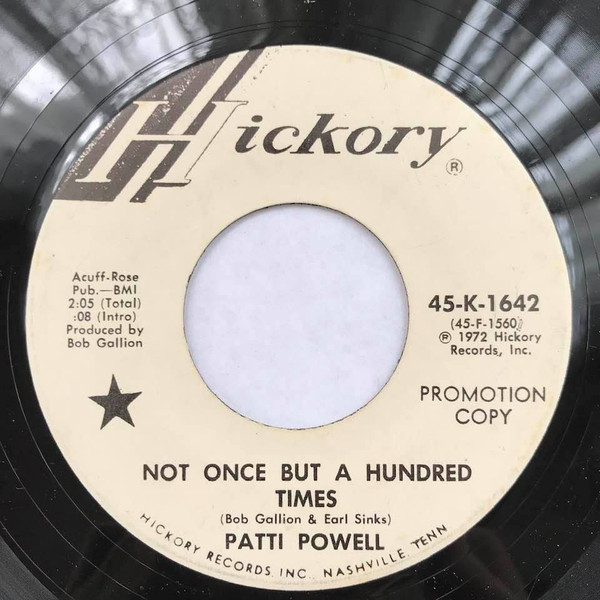 Hickory®
Acuff-Rose
Pub.—BMI
2:05 (Total)
:08 (Intro)
Produced by
Bob Gallion
45-K-1642
(45-F-1560)
℗ 1972 Hickory
Records, Inc.
PROMOTION
COPY
NOT ONCE BUT A HUNDRED
TIMES
(Bob Gallion & Earl Sinks)
PATTI POWELL
HICKORY RECORDS, INC., NASHVILLE, TENN